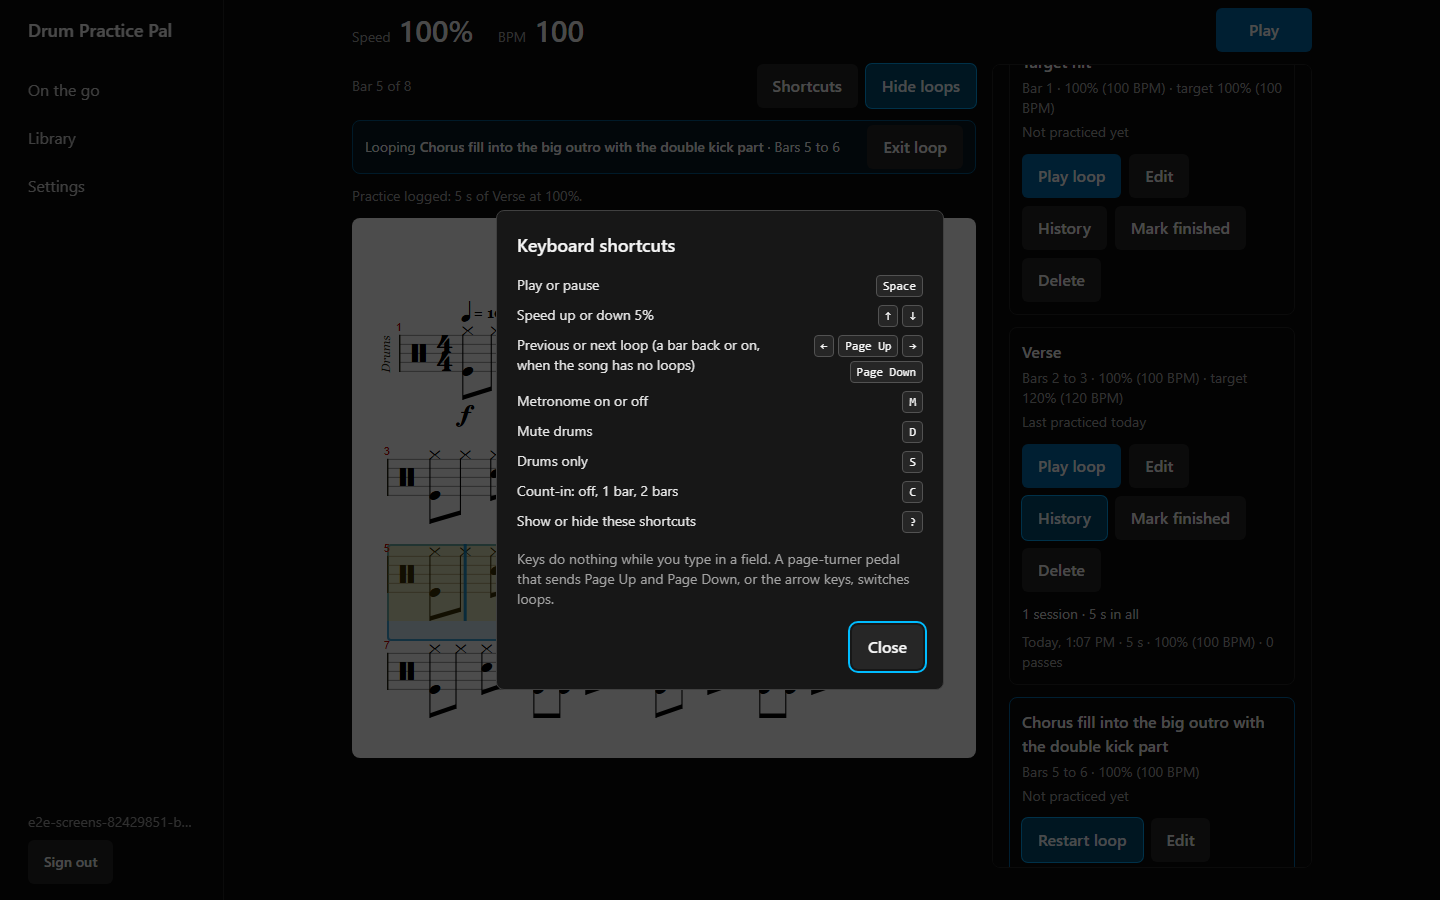 Drum Practice Pal
On the go
Library
Settings
e2e-screens-82429851-b...
Sign out
Speed 100% BPM 100
Play
Bar 5 of 8
Shortcuts
Hide loops
Looping Chorus fill into the big outro with the double kick part · Bars 5 to 6
Exit loop
Practice logged: 5 s of Verse at 100%.
1
Drums
4
4
f
3
5
7
Keyboard shortcuts
Play or pause Space
Speed up or down 5% ↑ ↓
Previous or next loop (a bar back or on, ← Page Up →
when the song has no loops) Page Down
Metronome on or off M
Mute drums D
Drums only S
Count-in: off, 1 bar, 2 bars C
Show or hide these shortcuts ?
Keys do nothing while you type in a field. A page-turner pedal
that sends Page Up and Page Down, or the arrow keys, switches
loops.
Close
Target hit
Bar 1 · 100% (100 BPM) · target 100% (100
BPM)
Not practiced yet
Play loop
Edit
History
Mark finished
Delete
Verse
Bars 2 to 3 · 100% (100 BPM) · target
120% (120 BPM)
Last practiced today
Play loop
Edit
History
Mark finished
Delete
1 session · 5 s in all
Today, 1:07 PM · 5 s · 100% (100 BPM) · 0
passes
Chorus fill into the big outro with
the double kick part
Bars 5 to 6 · 100% (100 BPM)
Not practiced yet
Restart loop
Edit